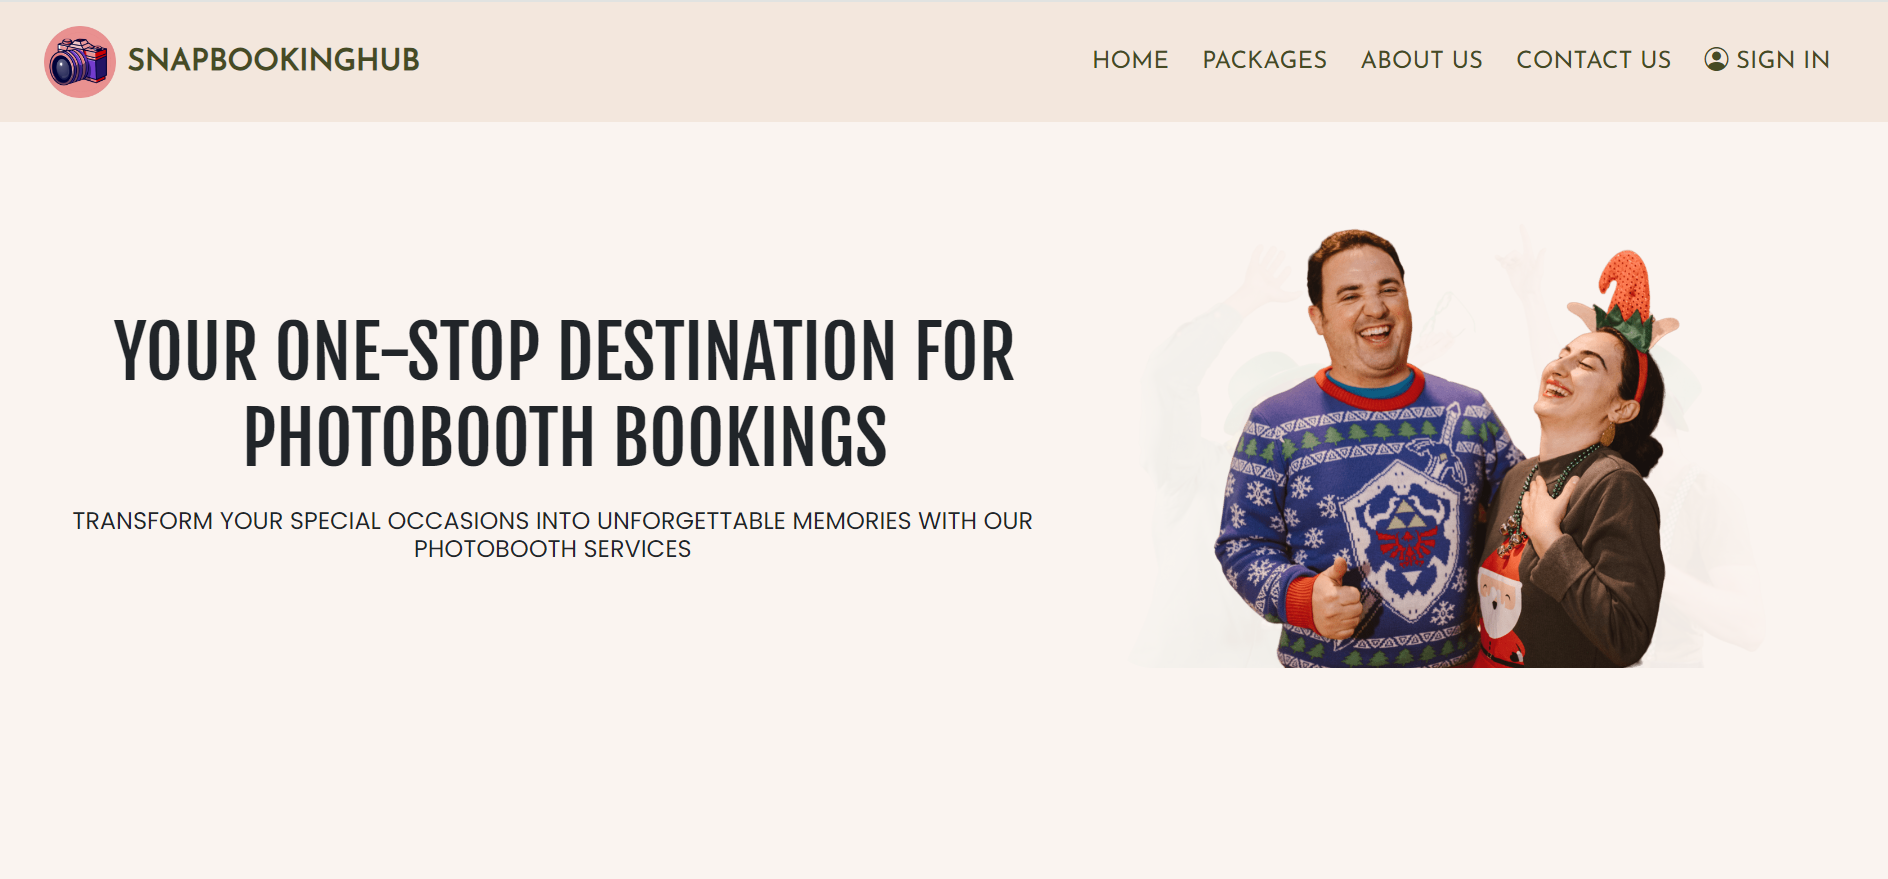 SNAPBOOKINGHUB
HOME PACKAGES ABOUT US CONTACT US SIGN IN
YOUR ONE-STOP DESTINATION FOR
PHOTOBOOTH BOOKINGS
TRANSFORM YOUR SPECIAL OCCASIONS INTO UNFORGETTABLE MEMORIES WITH OUR
PHOTOBOOTH SERVICES